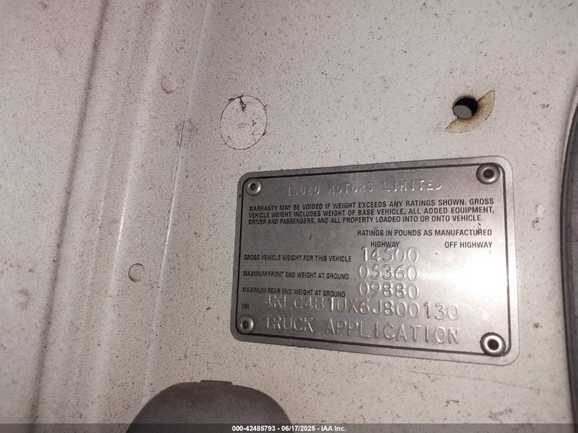 ISUZU MOTORS LIMITED
WARRANTY MAY BE VOIDED IF WEIGHT EXCEEDS ANY RATINGS SHOWN. GROSS
VEHICLE WEIGHT INCLUDES WEIGHT OF BASE VEHICLE, ALL ADDED EQUIPMENT,
DRIVER AND PASSENGERS, AND ALL PROPERTY LOADED INTO OR ONTO VEHICLE.
RATINGS IN POUNDS AS MANUFACTURED
HIGHWAY OFF HIGHWAY
GROSS VEHICLE WEIGHT FOR THIS VEHICLE 14500
MAXIMUM FRONT END WEIGHT AT GROUND 05360
MAXIMUM REAR END WEIGHT AT GROUND 09880
TRUCK APPLICATION
000-42485793 - 06/17/2025 - IAA Inc.